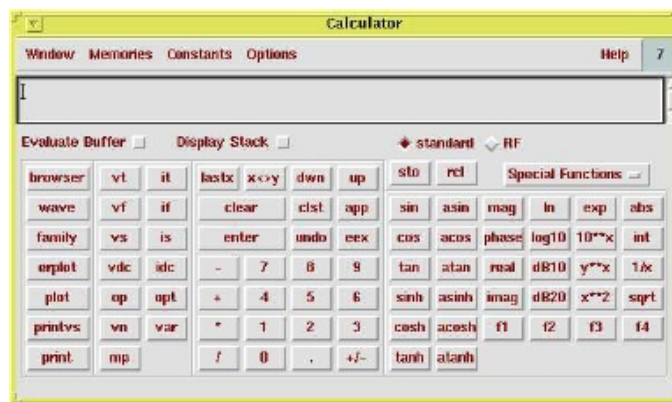 Calculator
Window Memories Constants Options Help 7
Evaluate Buffer Display Stack standard RF
browser vt it lastx x<>y dwn up sto rcl Special Functions
wave vf if clear clst app sin asin mag ln exp abs
family vs is enter undo eex cos acos phase log10 10**x int
erplot vdc idc - 7 8 9 tan atan real dB10 y**x 1/x
plot op opt + 4 5 6 sinh asinh imag dB20 x**2 sqrt
printvs vn var * 1 2 3 cosh acosh f1 f2 f3 f4
print mp / 0 . +/- tanh atanh